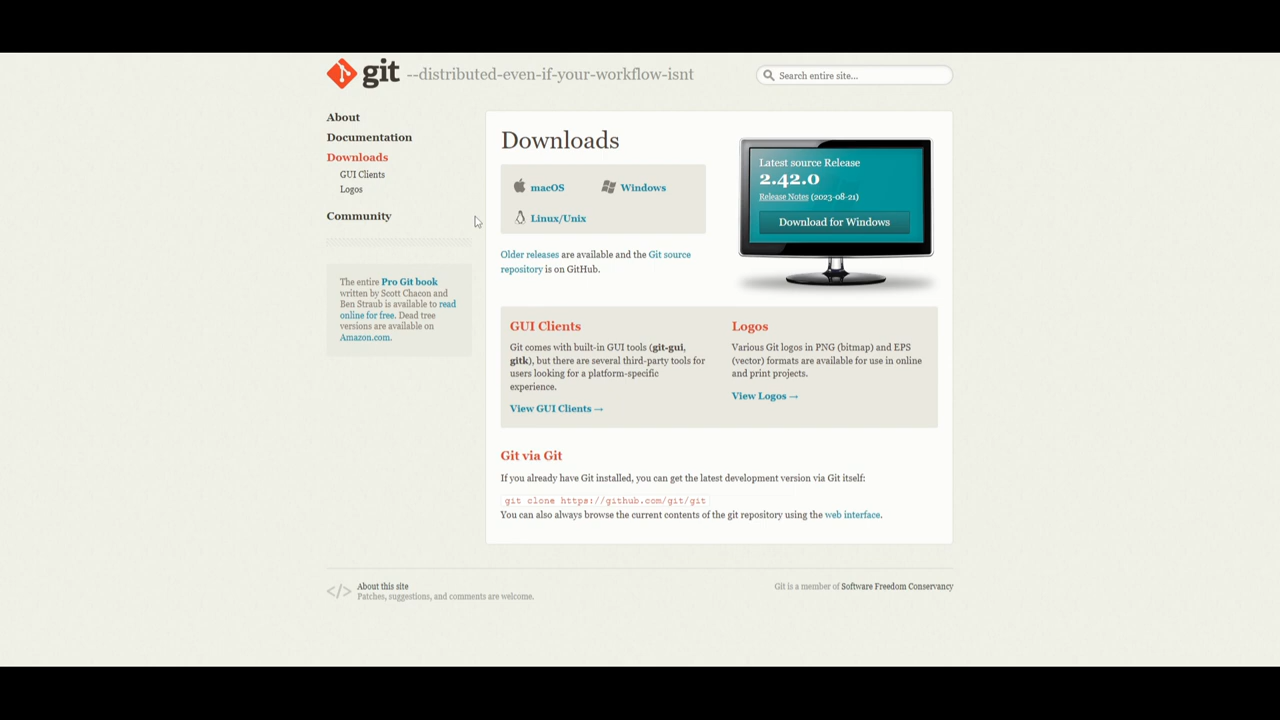 git --distributed-even-if-your-workflow-isnt
Search entire site...
About
Documentation
Downloads
GUI Clients
Logos
Community
The entire Pro Git book
written by Scott Chacon and
Ben Straub is available to read
online for free. Dead tree
versions are available on
Amazon.com.
Downloads
macOS
Windows
Linux/Unix
Older releases are available and the Git source
repository is on GitHub.
Latest source Release
2.42.0
Release Notes (2023-08-21)
Download for Windows
GUI Clients
Git comes with built-in GUI tools (git-gui,
gitk), but there are several third-party tools for
users looking for a platform-specific
experience.
View GUI Clients →
Logos
Various Git logos in PNG (bitmap) and EPS
(vector) formats are available for use in online
and print projects.
View Logos →
Git via Git
If you already have Git installed, you can get the latest development version via Git itself:
git clone https://github.com/git/git
You can also always browse the current contents of the git repository using the web interface.
</> About this site
Patches, suggestions, and comments are welcome.
Git is a member of Software Freedom Conservancy